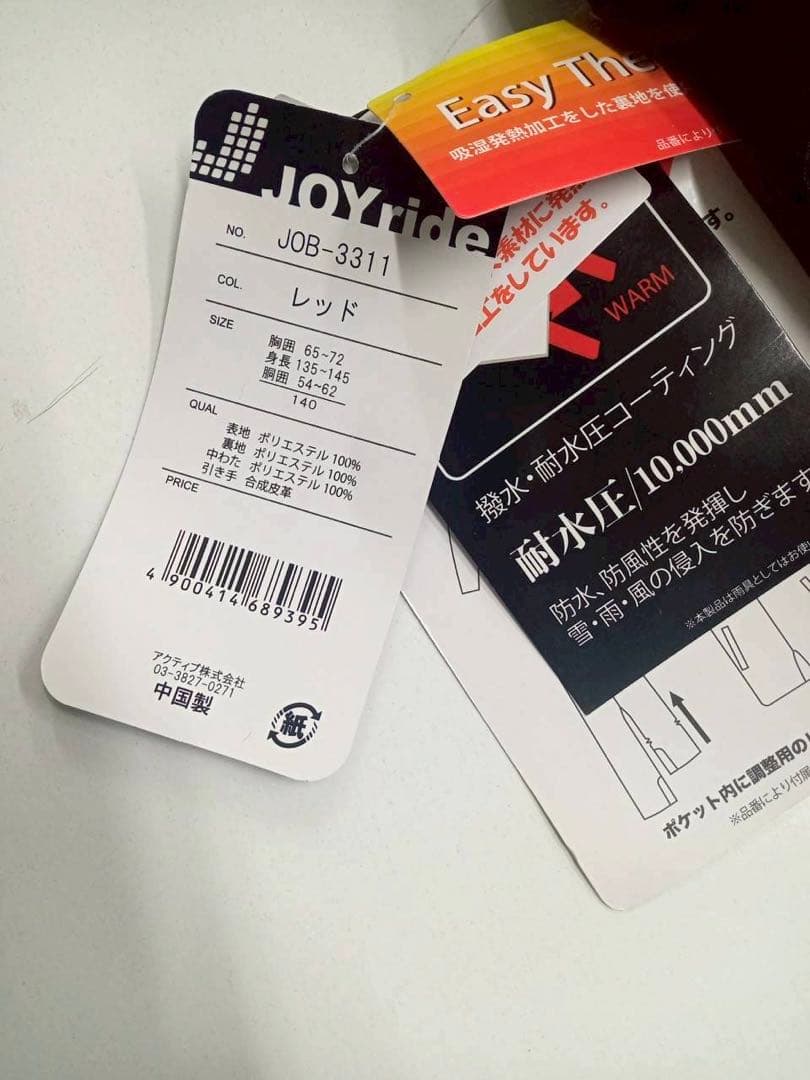 JOYride
NO. JOB-3311
COL. レッド
SIZE
胸囲 65~72
身長 135~145
胴囲 54~62
140
QUAL
表地 ポリエステル 100%
裏地 ポリエステル 100%
中わた ポリエステル 100%
引き手 合成皮革
PRICE
4 900414 689395
アクティブ株式会社
03-3827-0271
中国製
紙
Easy The
吸湿発熱加工をした裏地を使
品番により
素材に発熱
工をしています。
す。
WARM
撥水・耐水圧コーティング
耐水圧/10,000mm
防水、防風性を発揮し
雪・雨・風の侵入を防ぎます
※本製品は雨具としてはお使い
ポケット内に調整用の
※品番により付属